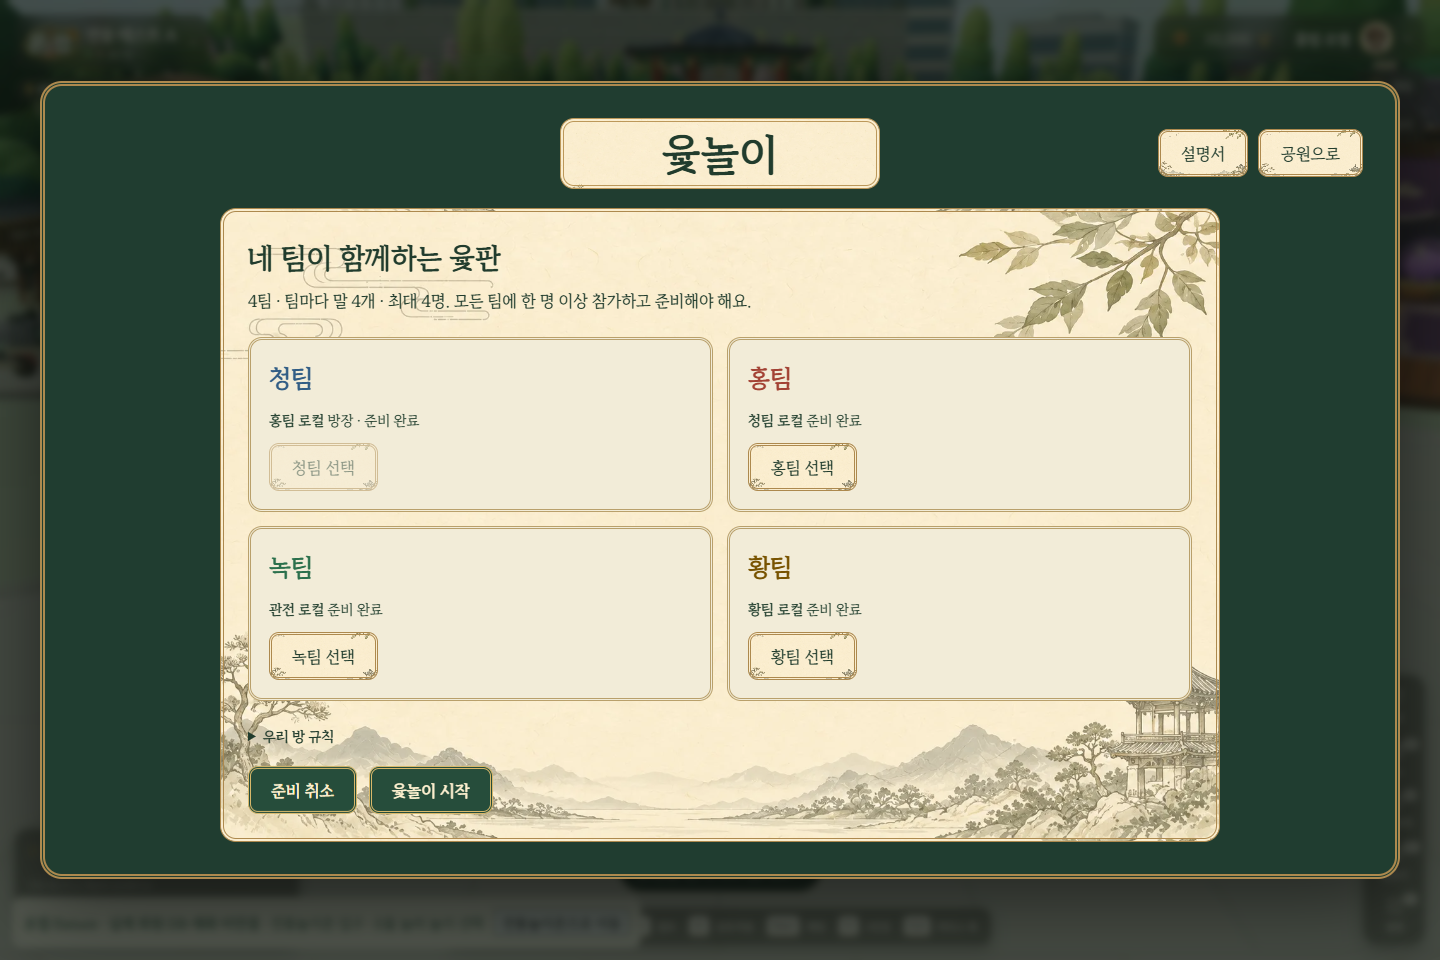 윷놀이
설명서
공원으로
네 팀이 함께하는 윷판
4팀 · 팀마다 말 4개 · 최대 4명. 모든 팀에 한 명 이상 참가하고 준비해야 해요.
청팀
홍팀 로컬 방장 · 준비 완료
청팀 선택
홍팀
청팀 로컬 준비 완료
홍팀 선택
녹팀
관전 로컬 준비 완료
녹팀 선택
황팀
황팀 로컬 준비 완료
황팀 선택
▶ 우리 방 규칙
준비 취소
윷놀이 시작